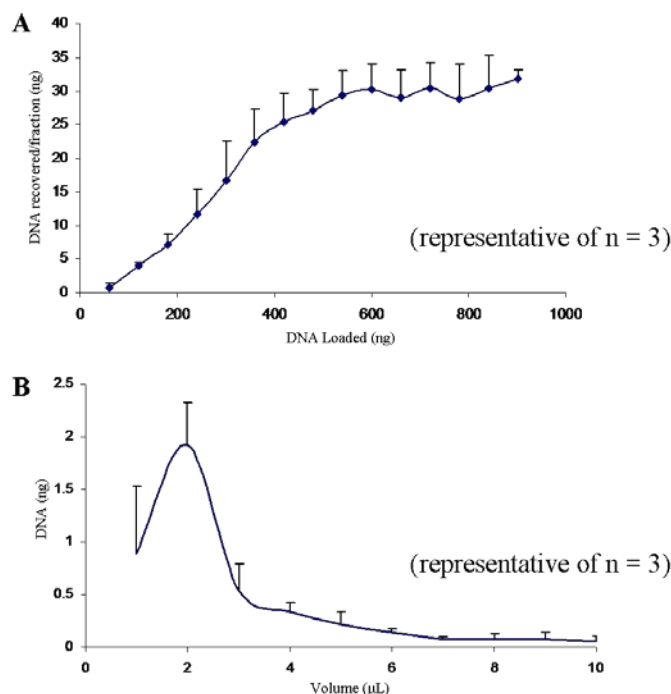 A
DNA recovered/fraction (ng)
40
35
30
25
20
15
10
5
0
(representative of n = 3)
0 200 400 600 800 1000
DNA Loaded (ng)
B
DNA (ng)
2.5
2
1.5
1
0.5
0
(representative of n = 3)
0 2 4 6 8 10
Volume (µL)